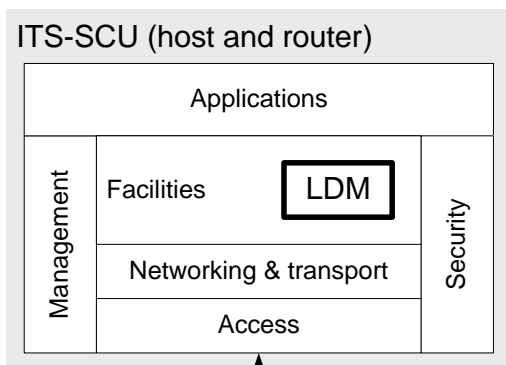 ITS-SCU (host and router)
Applications
Management
Facilities
LDM
Security
Networking & transport
Access